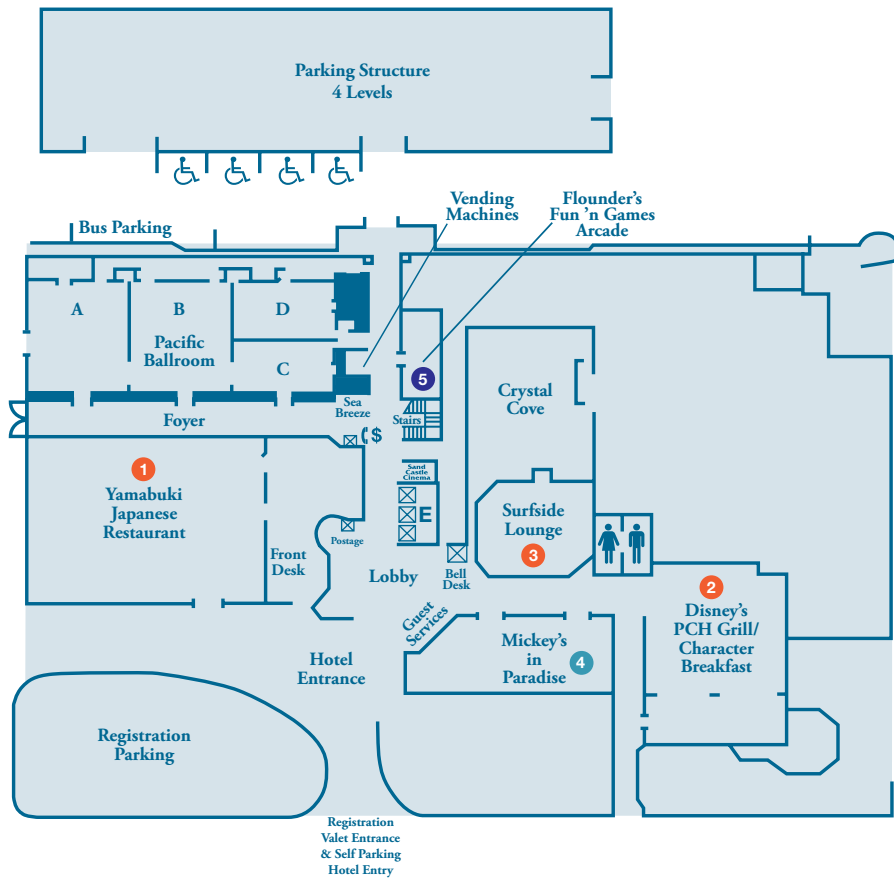 Parking Structure
4 Levels
Vending
Machines
Flounder's
Fun 'n Games
Arcade
Bus Parking
A
B
D
Pacific
Ballroom
C
5
Crystal
Cove
Sea
Breeze
Stairs
Foyer
$
1
Yamabuki
Japanese
Restaurant
Sand
Castle
Cinema
E
Surfside
Lounge
3
Postage
Front
Desk
Lobby
Bell
Desk
2
Disney's
PCH Grill/
Character
Breakfast
Guest
Services
Mickey's
in
Paradise
4
Hotel
Entrance
Registration
Parking
Registration
Valet Entrance
& Self Parking
Hotel Entry